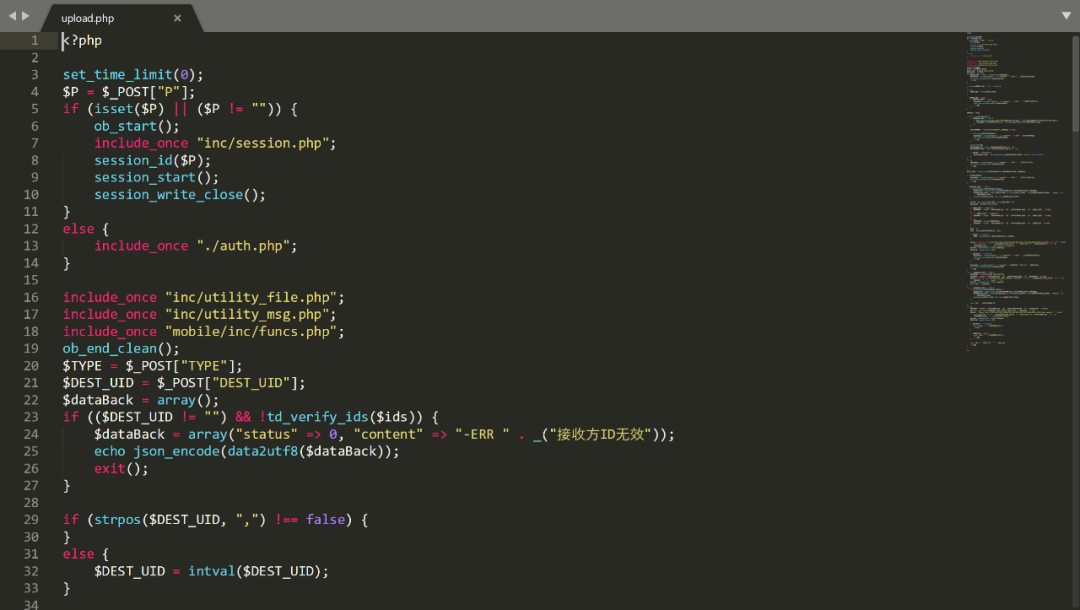 upload.php
1 <?php
2
3 set_time_limit(0);
4 $P = $_POST["P"];
5 if (isset($P) || ($P != "")) {
6     ob_start();
7     include_once "inc/session.php";
8     session_id($P);
9     session_start();
10     session_write_close();
11 }
12 else {
13     include_once "./auth.php";
14 }
15
16 include_once "inc/utility_file.php";
17 include_once "inc/utility_msg.php";
18 include_once "mobile/inc/funcs.php";
19 ob_end_clean();
20 $TYPE = $_POST["TYPE"];
21 $DEST_UID = $_POST["DEST_UID"];
22 $dataBack = array();
23 if (($DEST_UID != "") && !td_verify_ids($ids)) {
24     $dataBack = array("status" => 0, "content" => "-ERR " . _("接收方ID无效"));
25     echo json_encode(data2utf8($dataBack));
26     exit();
27 }
28
29 if (strpos($DEST_UID, ",") !== false) {
30 }
31 else {
32     $DEST_UID = intval($DEST_UID);
33 }
34